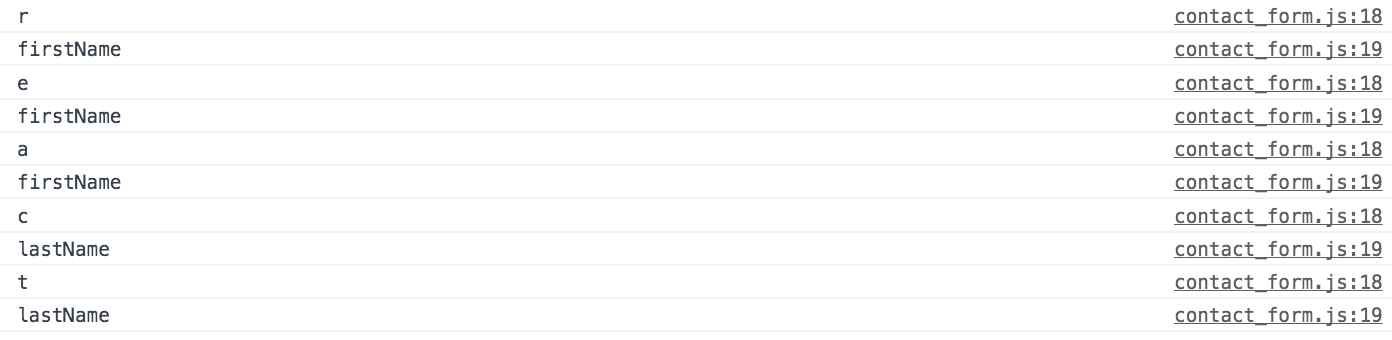 r contact_form.js:18
firstName contact_form.js:19
e contact_form.js:18
firstName contact_form.js:19
a contact_form.js:18
firstName contact_form.js:19
c contact_form.js:18
lastName contact_form.js:19
t contact_form.js:18
lastName contact_form.js:19